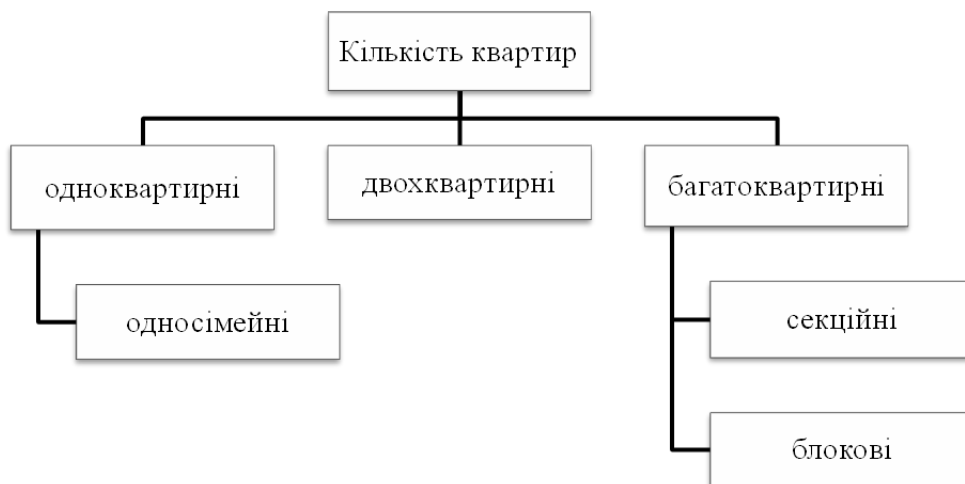 Кількість квартир
одноквартирні
двохквартирні
багатоквартирні
односімейні
секційні
блокові